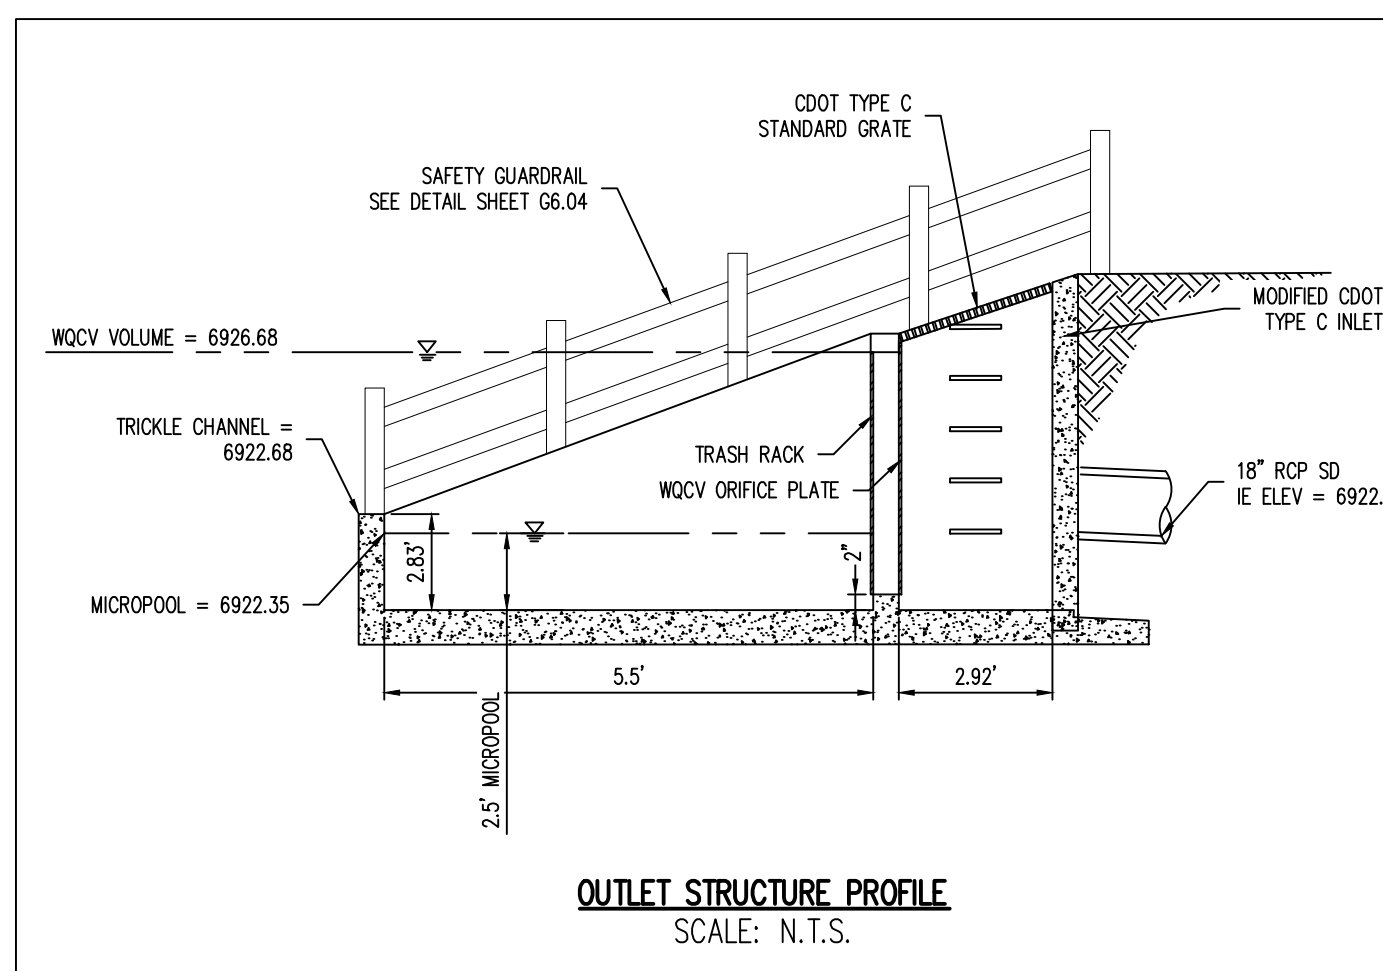 CDOT TYPE C
STANDARD GRATE
SAFETY GUARDRAIL
SEE DETAIL SHEET G6.04
MODIFIED CDOT
TYPE C INLET
WQCV VOLUME = 6926.68
TRICKLE CHANNEL =
6922.68
TRASH RACK
WQCV ORIFICE PLATE
18" RCP SD
IE ELEV = 6922.
2.83'
2"
MICROPOOL = 6922.35
5.5'
2.92'
2.5' MICROPOOL
OUTLET STRUCTURE PROFILE
SCALE: N.T.S.